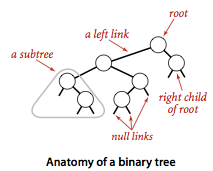 root
a left link
a subtree
right child
of root
null links
Anatomy of a binary tree